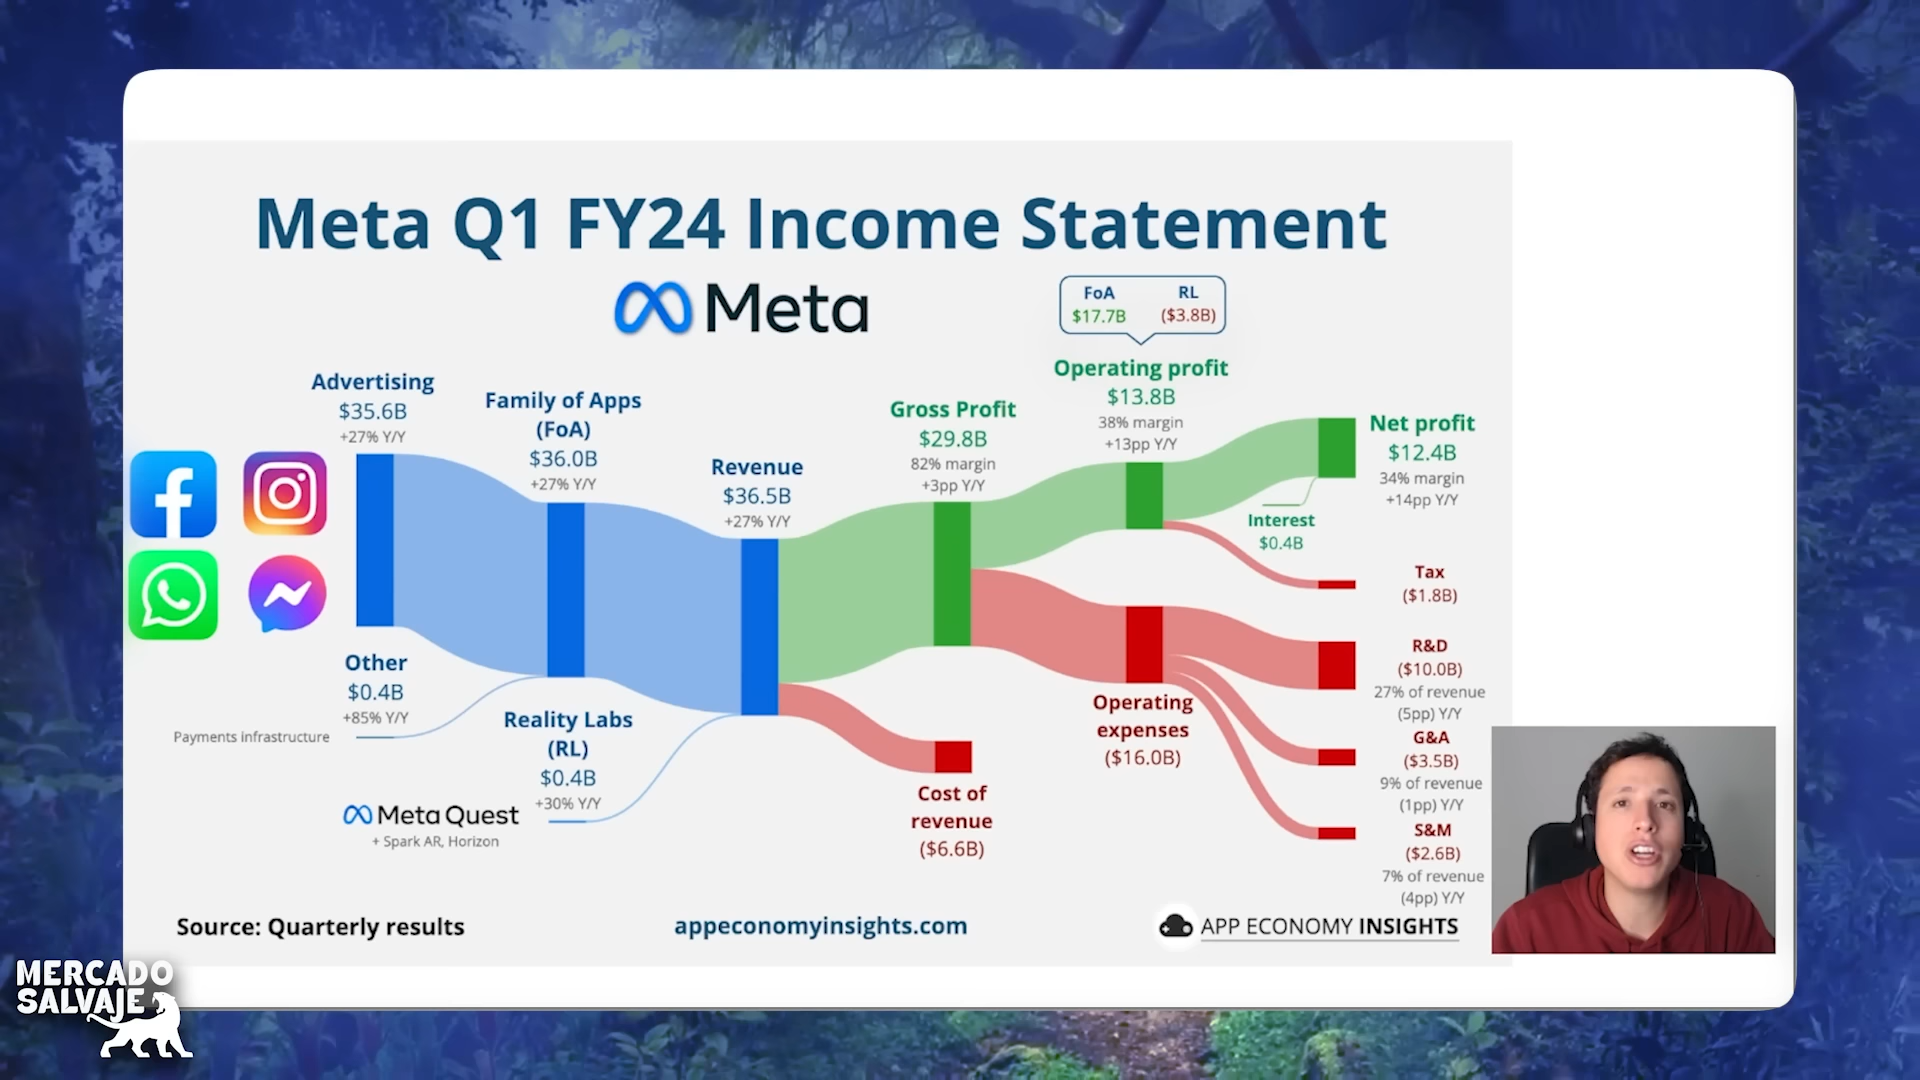 Meta Q1 FY24 Income Statement
Meta
FoA RL
$17.7B ($3.8B)
Advertising
$35.6B
+27% Y/Y
Family of Apps
(FoA)
$36.0B
+27% Y/Y
Revenue
$36.5B
+27% Y/Y
Gross Profit
$29.8B
82% margin
+3pp Y/Y
Operating profit
$13.8B
38% margin
+13pp Y/Y
Net profit
$12.4B
34% margin
+14pp Y/Y
Interest
$0.4B
Tax
($1.8B)
Other
$0.4B
+85% Y/Y
Payments infrastructure
Reality Labs
(RL)
$0.4B
+30% Y/Y
Meta Quest
+ Spark AR, Horizon
Cost of
revenue
($6.6B)
Operating
expenses
($16.0B)
R&D
($10.0B)
27% of revenue
(5pp) Y/Y
G&A
($3.5B)
9% of revenue
(1pp) Y/Y
S&M
($2.6B)
7% of revenue
(4pp) Y/Y
Source: Quarterly results
appeconomyinsights.com
APP ECONOMY INSIGHTS
MERCADO
SALVAJE